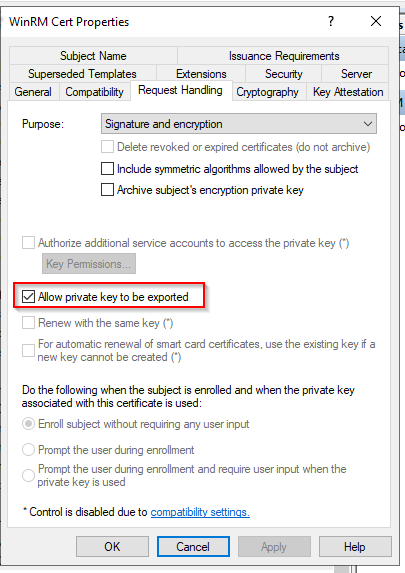 WinRM Cert Properties
Subject Name Issuance Requirements
Superseded Templates Extensions Security Server
General Compatibility Request Handling Cryptography Key Attestation
Purpose: Signature and encryption
Delete revoked or expired certificates (do not archive)
Include symmetric algorithms allowed by the subject
Archive subject's encryption private key
Authorize additional service accounts to access the private key (*)
Key Permissions...
Allow private key to be exported
Renew with the same key (*)
For automatic renewal of smart card certificates, use the existing key if a
new key cannot be created (*)
Do the following when the subject is enrolled and when the private key
associated with this certificate is used:
Enroll subject without requiring any user input
Prompt the user during enrollment
Prompt the user during enrollment and require user input when the
private key is used
* Control is disabled due to compatibility settings.
OK Cancel Apply Help